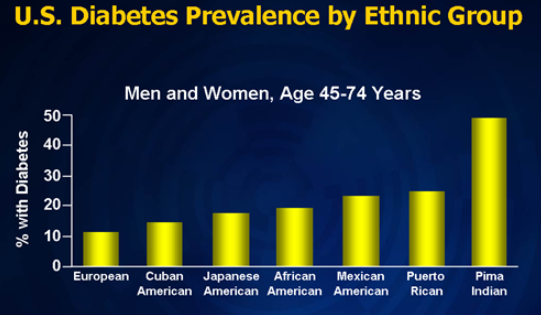 U.S. Diabetes Prevalence by Ethnic Group
Men and Women, Age 45-74 Years
% with Diabetes
50
40
30
20
10
0
European Cuban American Japanese American African American Mexican American Puerto Rican Pima Indian